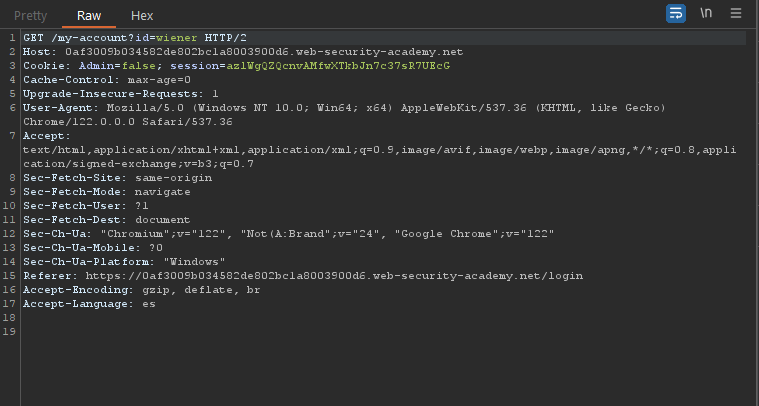 Pretty Raw Hex \n
1 GET /my-account?id=wiener HTTP/2
2 Host: 0af3009b034582de802bc1a8003900d6.web-security-academy.net
3 Cookie: Admin=false; session=azlWgQZQcnvAMfwXTkbJn7c37sR7UEcG
4 Cache-Control: max-age=0
5 Upgrade-Insecure-Requests: 1
6 User-Agent: Mozilla/5.0 (Windows NT 10.0; Win64; x64) AppleWebKit/537.36 (KHTML, like Gecko)
Chrome/122.0.0.0 Safari/537.36
7 Accept:
text/html,application/xhtml+xml,application/xml;q=0.9,image/avif,image/webp,image/apng,*/*;q=0.8,appli
cation/signed-exchange;v=b3;q=0.7
8 Sec-Fetch-Site: same-origin
9 Sec-Fetch-Mode: navigate
10 Sec-Fetch-User: ?1
11 Sec-Fetch-Dest: document
12 Sec-Ch-Ua: "Chromium";v="122", "Not(A:Brand";v="24", "Google Chrome";v="122"
13 Sec-Ch-Ua-Mobile: ?0
14 Sec-Ch-Ua-Platform: "Windows"
15 Referer: https://0af3009b034582de802bc1a8003900d6.web-security-academy.net/login
16 Accept-Encoding: gzip, deflate, br
17 Accept-Language: es
18
19